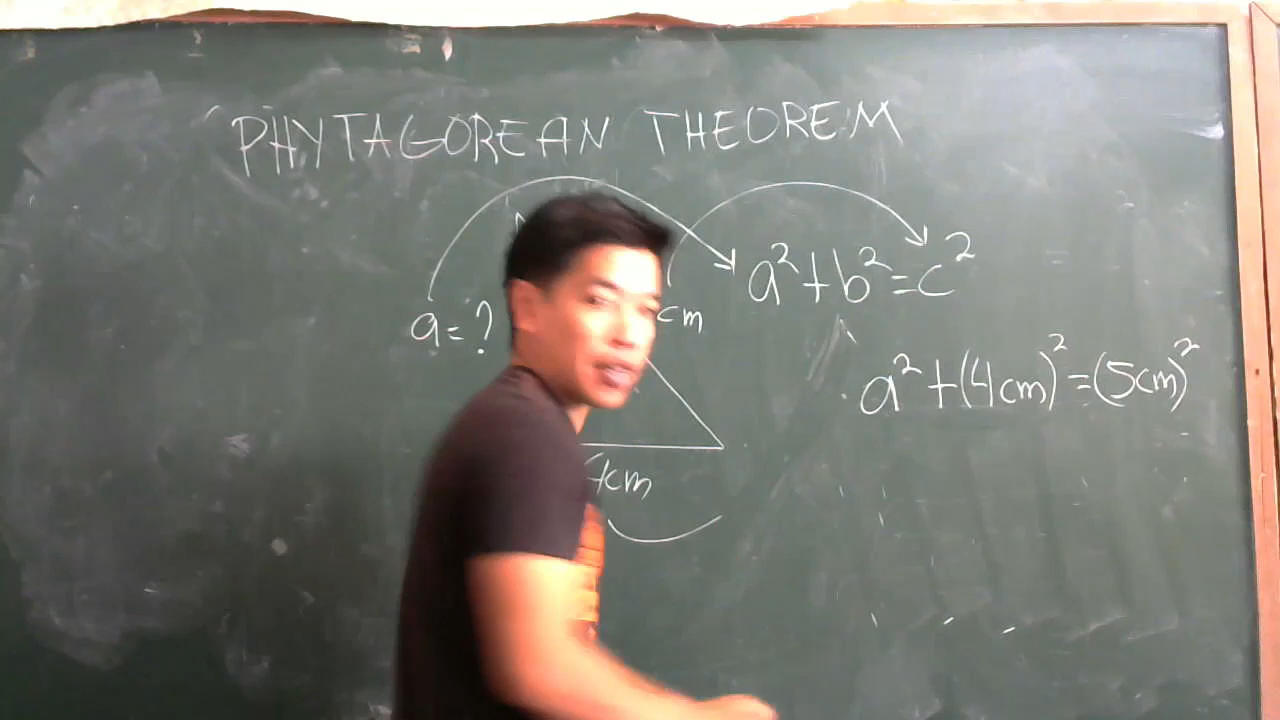 PHYTAGOREAN THEOREM
a² + b² = c²
a = ?
cm
a² + (4cm)² = (5cm)²
4cm